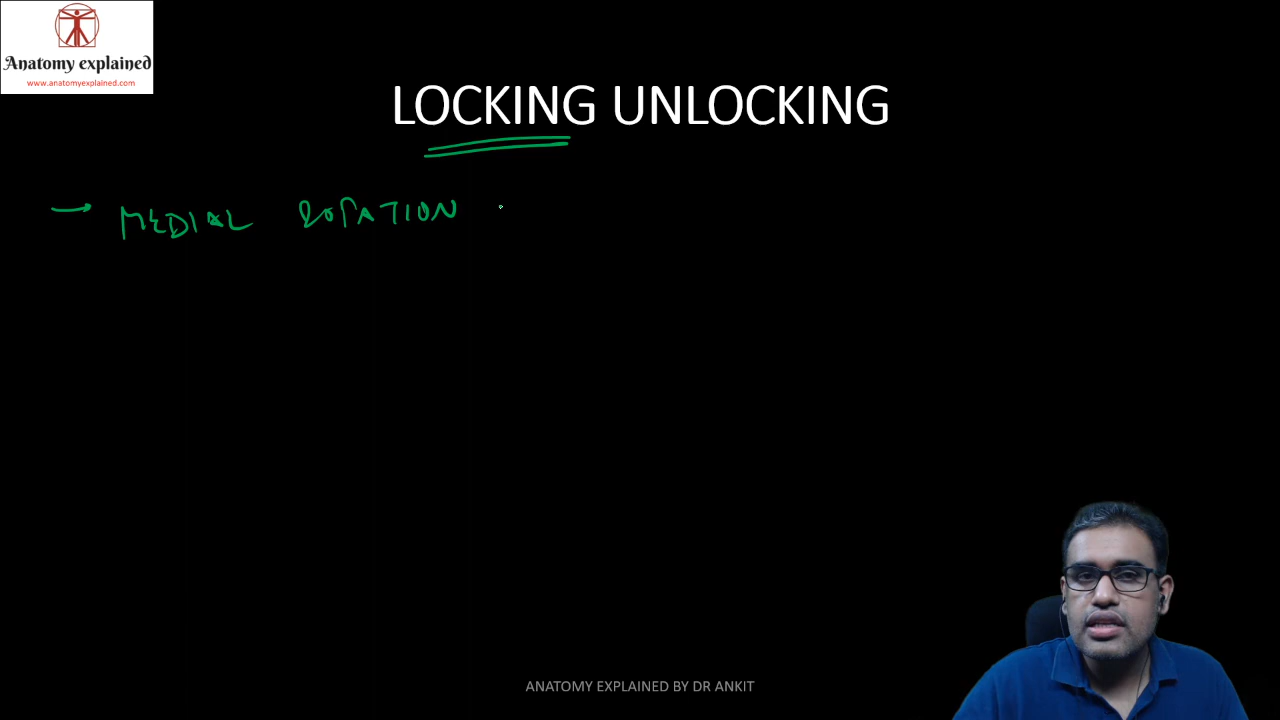 Anatomy explained
www.anatomyexplained.com
LOCKING UNLOCKING
→ MEDIAL ROTATION
ANATOMY EXPLAINED BY DR ANKIT